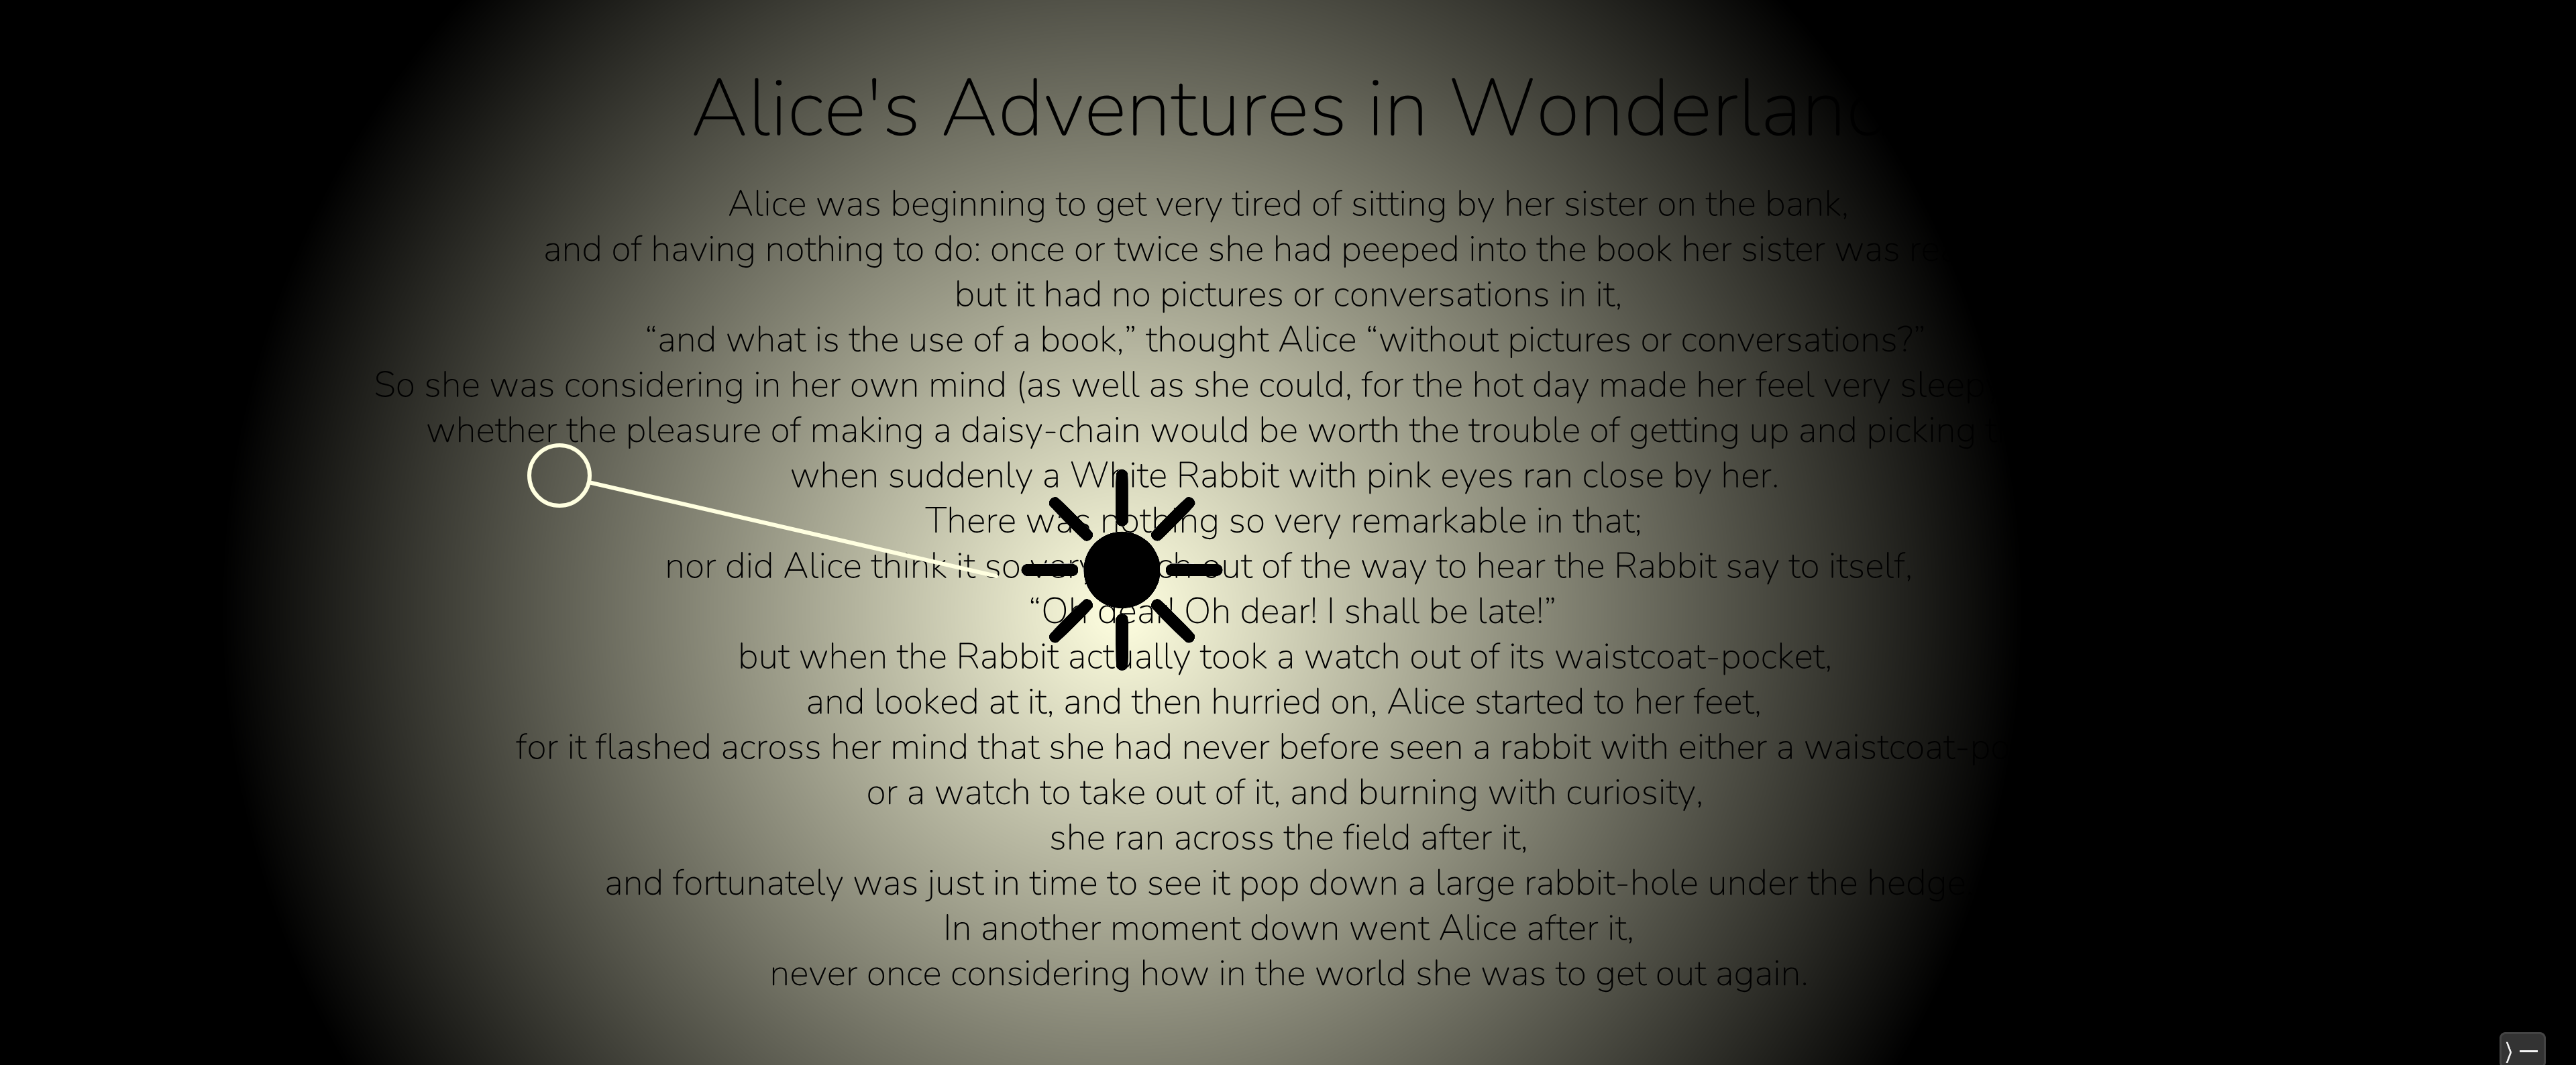 Alice's Adventures in Wonderlan
Alice was beginning to get very tired of sitting by her sister on the bank,
and of having nothing to do: once or twice she had peeped into the book her sister was
but it had no pictures or conversations in it,
“and what is the use of a book,” thought Alice “without pictures or conversations?”
So she was considering in her own mind (as well as she could, for the hot day made her feel very sleep
whether the pleasure of making a daisy-chain would be worth the trouble of getting up and picking
when suddenly a White Rabbit with pink eyes ran close by her.
There was nothing so very remarkable in that;
nor did Alice think it so very out of the way to hear the Rabbit say to itself,
“Oh dear! Oh dear! I shall be late!”
but when the Rabbit actually took a watch out of its waistcoat-pocket,
and looked at it, and then hurried on, Alice started to her feet,
for it flashed across her mind that she had never before seen a rabbit with either a waistcoat-po
or a watch to take out of it, and burning with curiosity,
she ran across the field after it,
and fortunately was just in time to see it pop down a large rabbit-hole under the hedge
In another moment down went Alice after it,
never once considering how in the world she was to get out again.